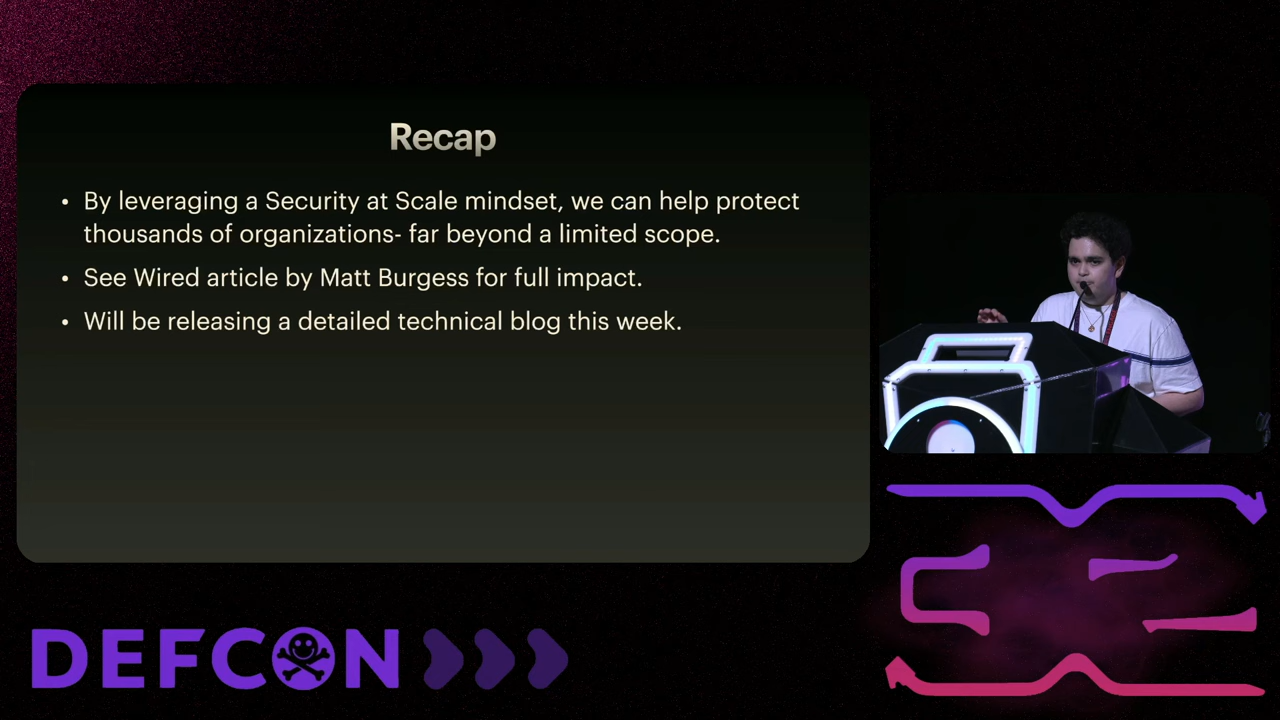 Recap
• By leveraging a Security at Scale mindset, we can help protect
thousands of organizations- far beyond a limited scope.
• See Wired article by Matt Burgess for full impact.
• Will be releasing a detailed technical blog this week.
DEFCON